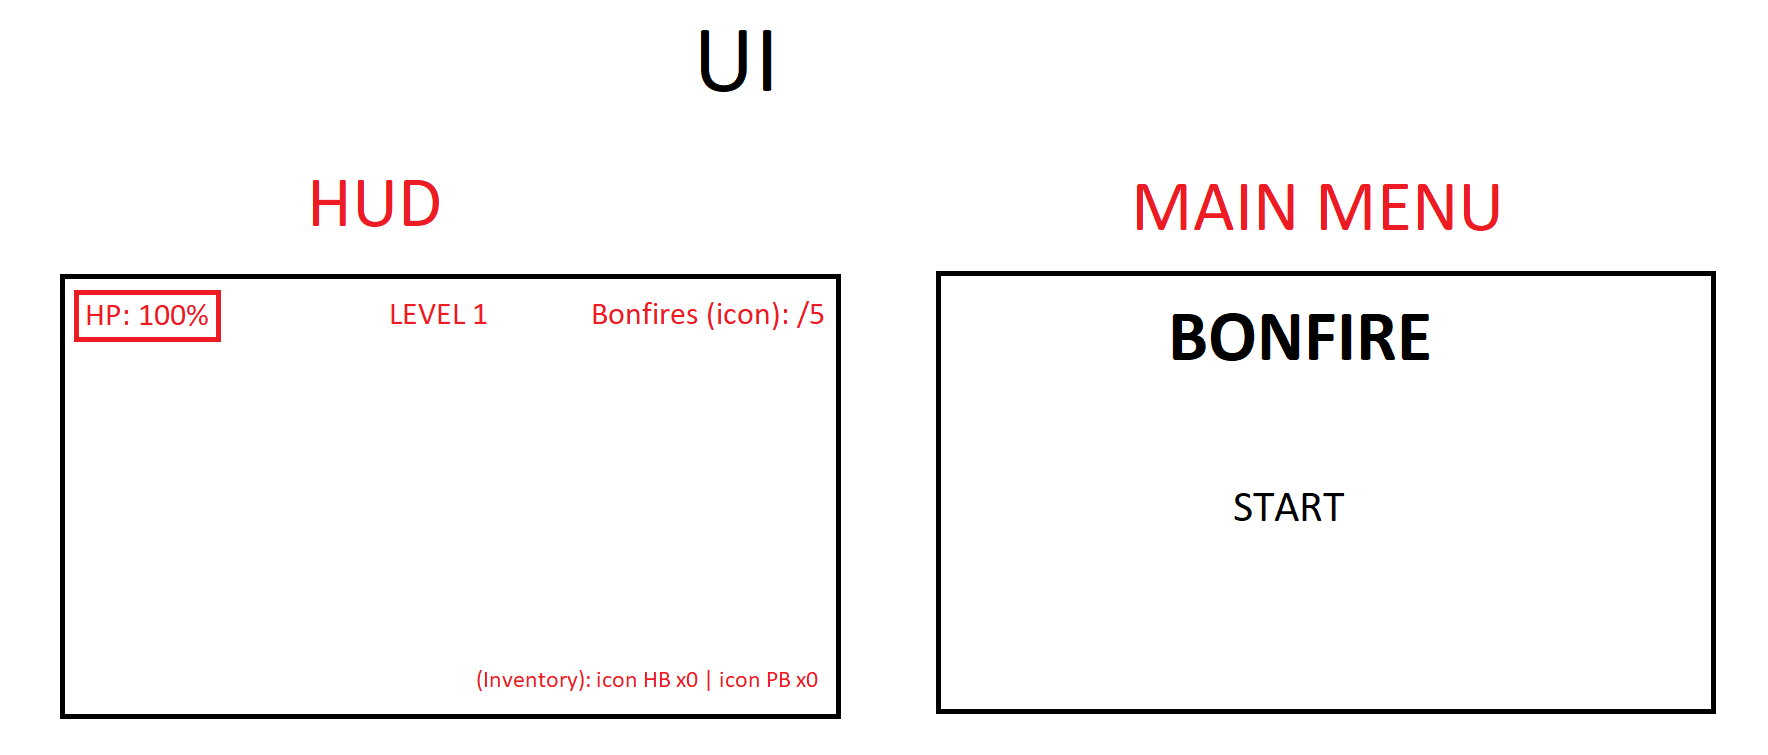 UI
HUD
MAIN MENU
HP: 100%
LEVEL 1
Bonfires (icon): /5
(Inventory): icon HB x0 | icon PB x0
BONFIRE
START